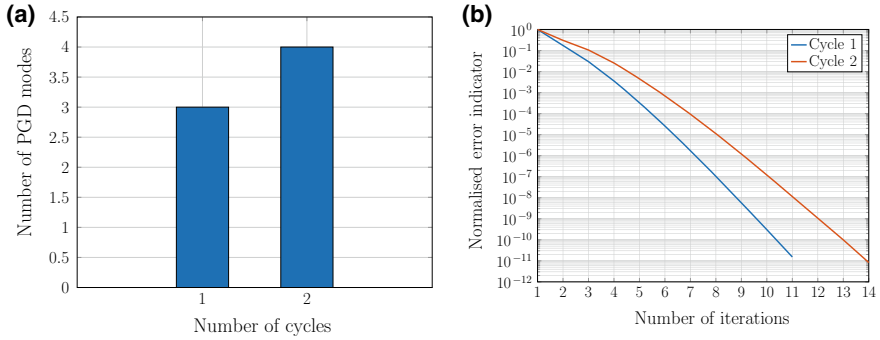 (a)
4.5
4
3.5
3
2.5
2
1.5
1
0.5
0
Number of PGD modes
1 2
Number of cycles
(b)
10^0
10^-1
10^-2
10^-3
10^-4
10^-5
10^-6
10^-7
10^-8
10^-9
10^-10
10^-11
10^-12
Normalised error indicator
Cycle 1
Cycle 2
1 2 3 4 5 6 7 8 9 10 11 12 13 14
Number of iterations